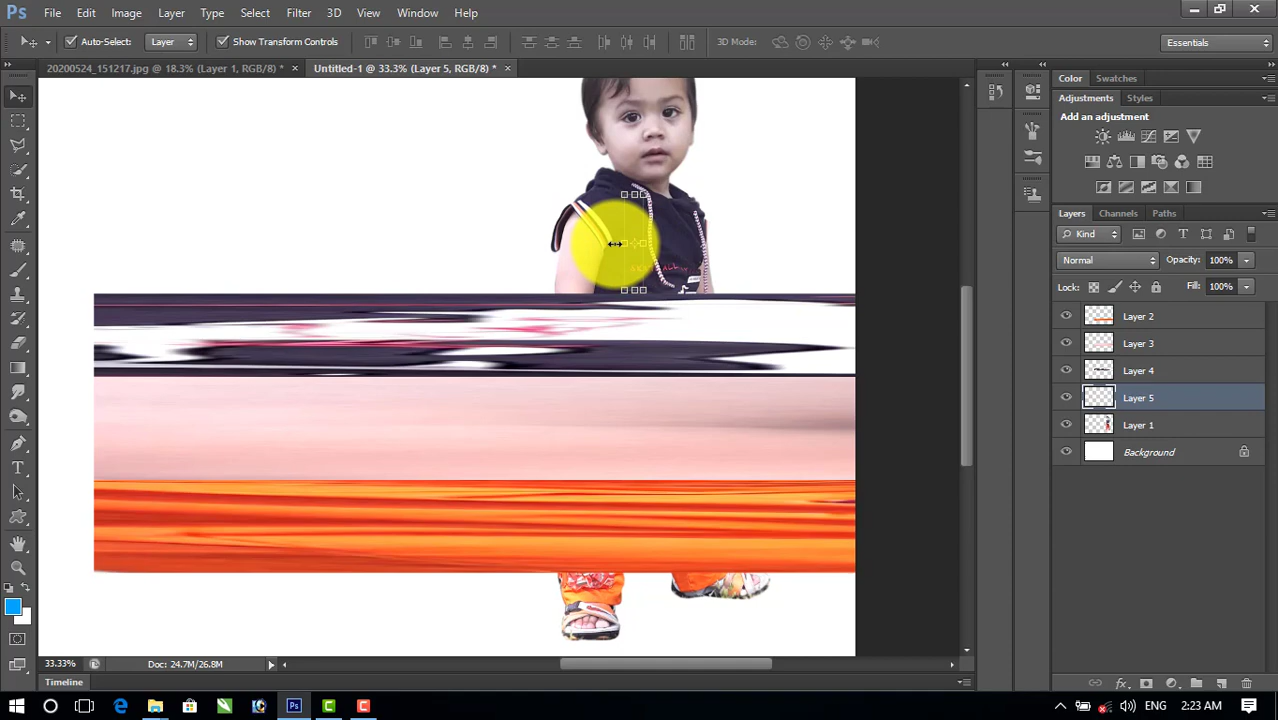 Ps File Edit Image Layer Type Select Filter 3D View Window Help
Auto-Select: Layer Show Transform Controls 3D Mode: Essentials
20200524_151217.jpg @ 18.3% (Layer 1, RGB/8) * Untitled-1 @ 33.3% (Layer 5, RGB/8) *
Color Swatches
Adjustments Styles
Add an adjustment
Layers Channels Paths
Kind
Normal Opacity: 100%
Lock: Fill: 100%
Layer 2
Layer 3
Layer 4
Layer 5
Layer 1
Background
33.33% Doc: 24.7M/26.8M
Timeline
ENG 2:23 AM